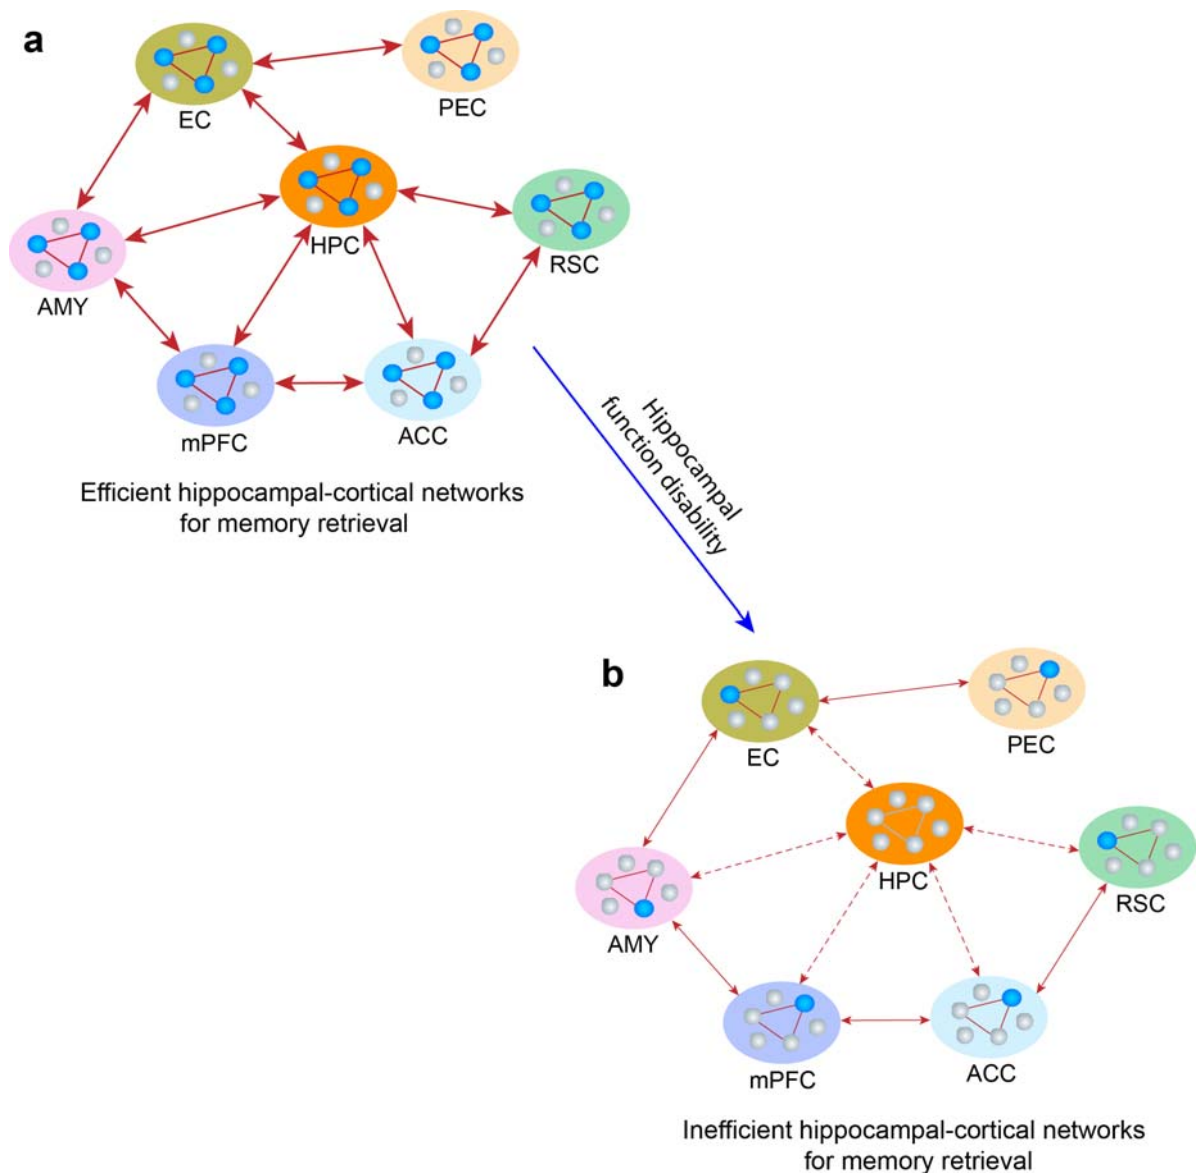 a
EC
PEC
HPC
RSC
AMY
mPFC
ACC
Efficient hippocampal-cortical networks
for memory retrieval
Hippocampal
function disability
b
EC
PEC
HPC
RSC
AMY
mPFC
ACC
Inefficient hippocampal-cortical networks
for memory retrieval